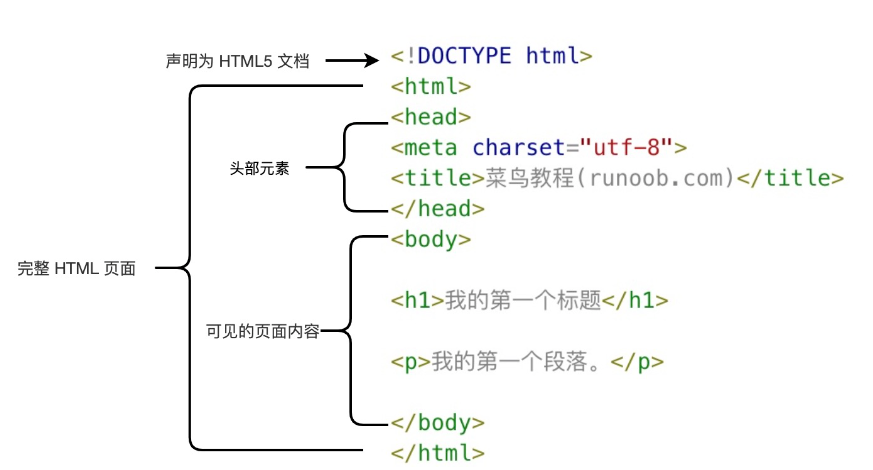 声明为 HTML5 文档
<!DOCTYPE html>
<html>
<head>
<meta charset="utf-8">
头部元素
<title>菜鸟教程(runoob.com)</title>
</head>
<body>
完整 HTML 页面
<h1>我的第一个标题</h1>
可见的页面内容
<p>我的第一个段落。</p>
</body>
</html>